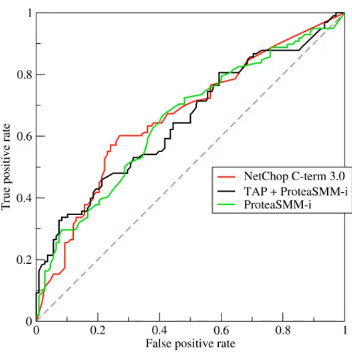 1
0.8
0.6
0.4
0.2
0
True positive rate
NetChop C-term 3.0
TAP + ProteaSMM-i
ProteaSMM-i
0 0.2 0.4 0.6 0.8 1
False positive rate